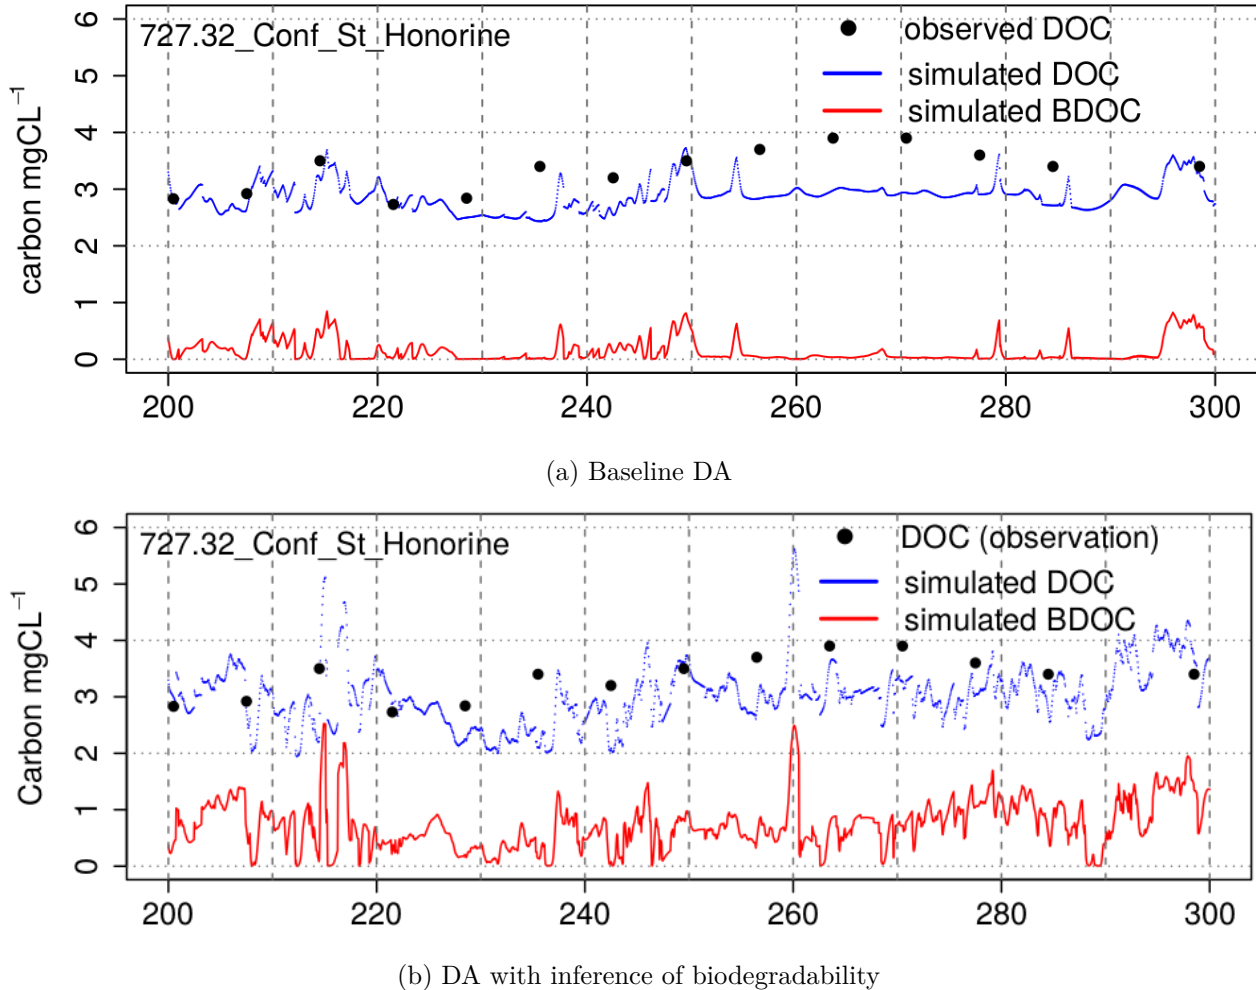 727.32_Conf_St_Honorine
observed DOC
simulated DOC
simulated BDOC
carbon mgCL⁻¹
6
5
4
3
2
1
0
200 220 240 260 280 300
(a) Baseline DA
727.32_Conf_St_Honorine
DOC (observation)
simulated DOC
simulated BDOC
Carbon mgCL⁻¹
6
5
4
3
2
1
0
200 220 240 260 280 300
(b) DA with inference of biodegradability